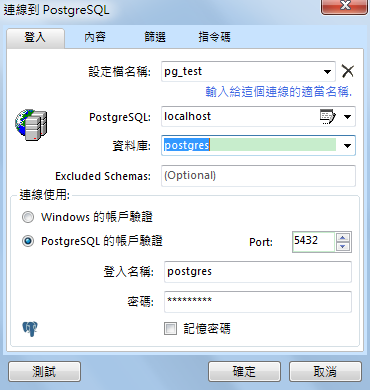 連線到 PostgreSQL
登入 內容 篩選 指令碼
設定檔名稱: pg_test
輸入給這個連線的適當名稱.
PostgreSQL: localhost
資料庫: postgres
Excluded Schemas: (Optional)
連線使用:
Windows 的帳戶驗證
PostgreSQL 的帳戶驗證 Port: 5432
登入名稱: postgres
密碼: *********
記憶密碼
測試 確定 取消